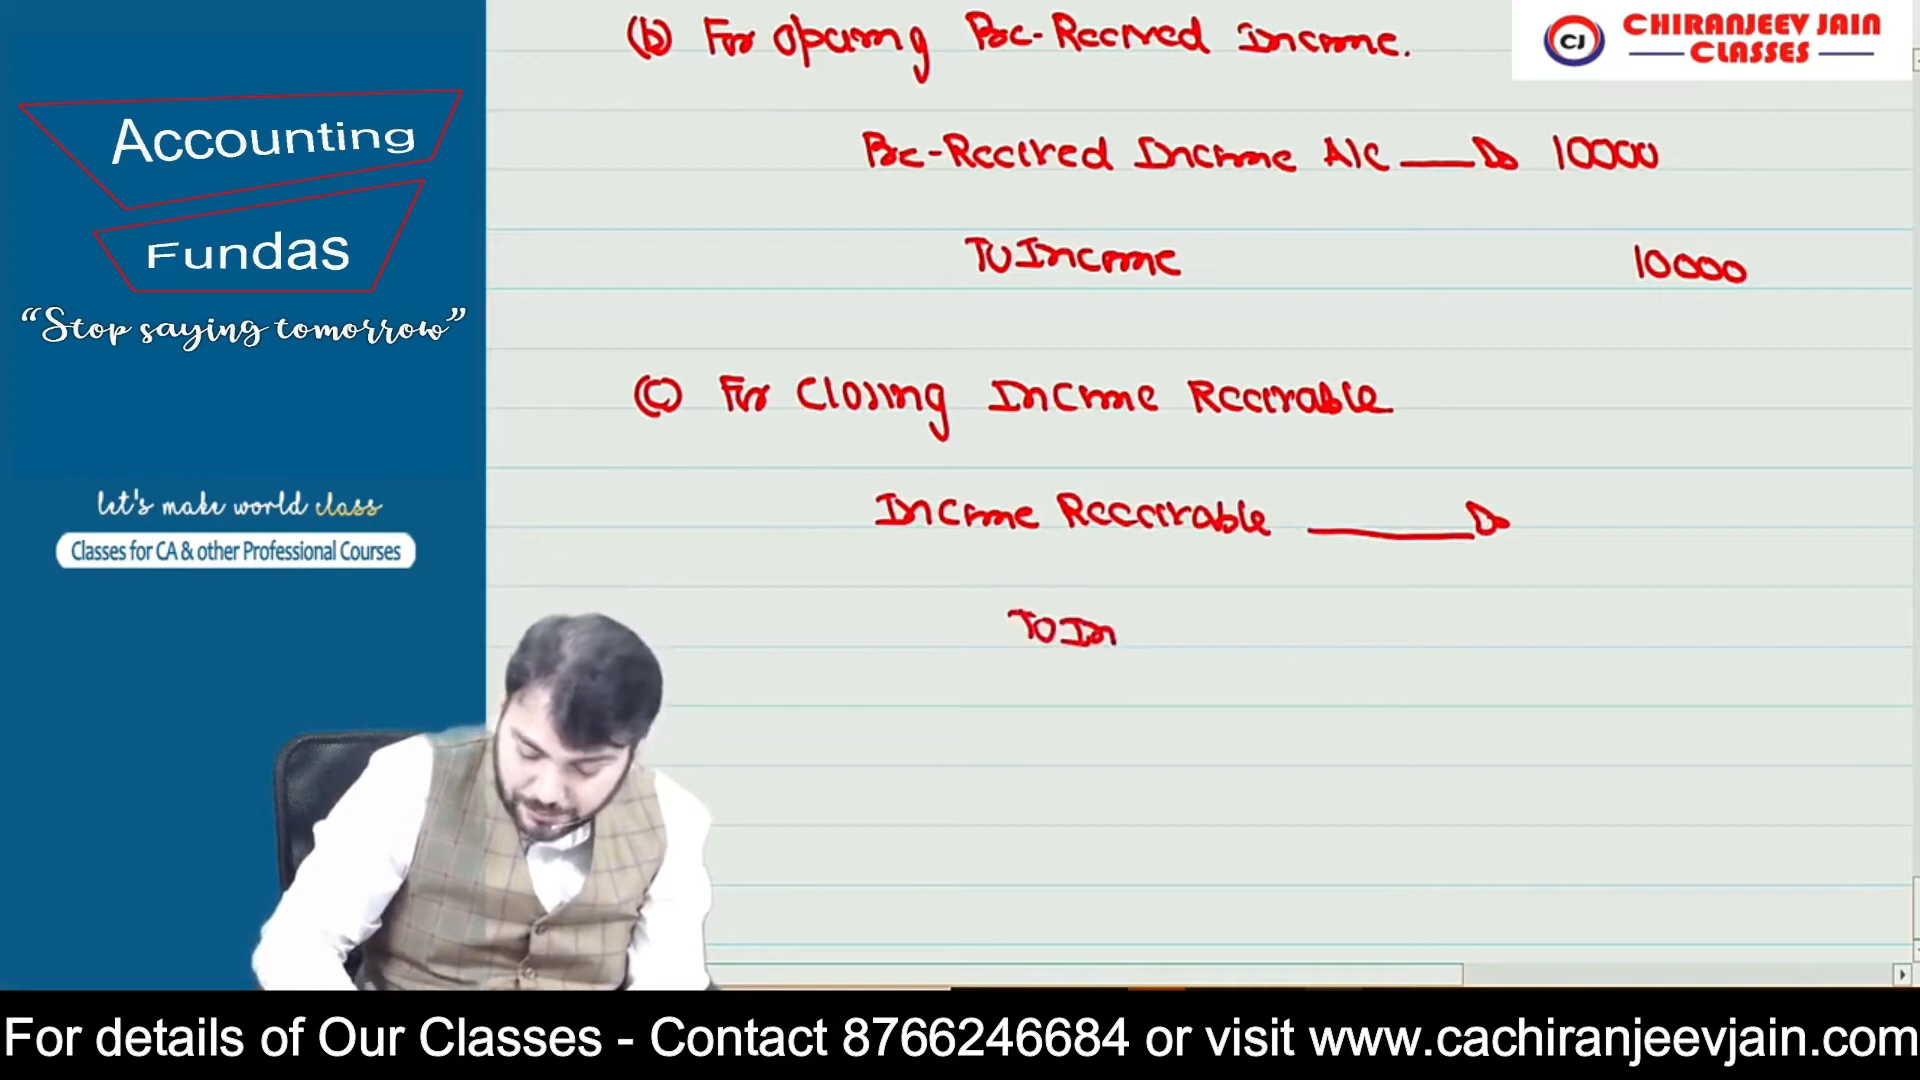 (b) For Opening Pre-Received Income.
CHIRANJEEV JAIN
CLASSES
CJ
Accounting
Fundas
“Stop saying tomorrow”
let's make world class
Classes for CA & other Professional Courses
Pre-Received Income A/c —— Dr 10000
To Income 10000
(c) For Closing Income Receivable
Income Receivable —— Dr
To In
For details of Our Classes - Contact 8766246684 or visit www.cachiranjeevjain.com